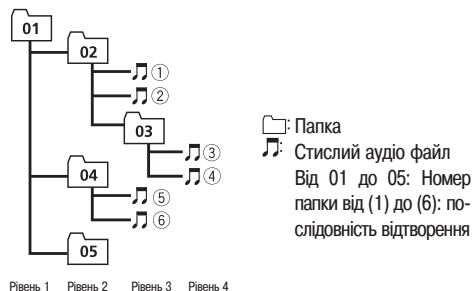 01
02
①
②
03
③
④
04
⑤
⑥
05
Рівень 1 Рівень 2 Рівень 3 Рівень 4
: Папка
: Стислий аудіо файл
Від 01 до 05: Номер
папки від (1) до (6): по-
слідовність відтворення